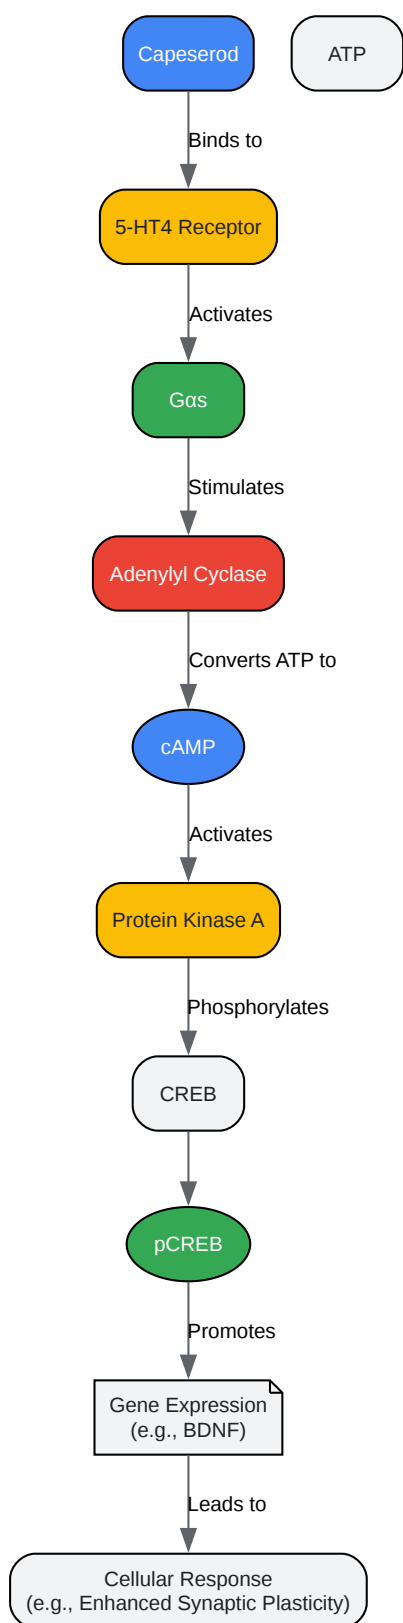 Capeserod
ATP
Binds to
5-HT4 Receptor
Activates
Gαs
Stimulates
Adenylyl Cyclase
Converts ATP to
cAMP
Activates
Protein Kinase A
Phosphorylates
CREB
pCREB
Promotes
Gene Expression
(e.g., BDNF)
Leads to
Cellular Response
(e.g., Enhanced Synaptic Plasticity)